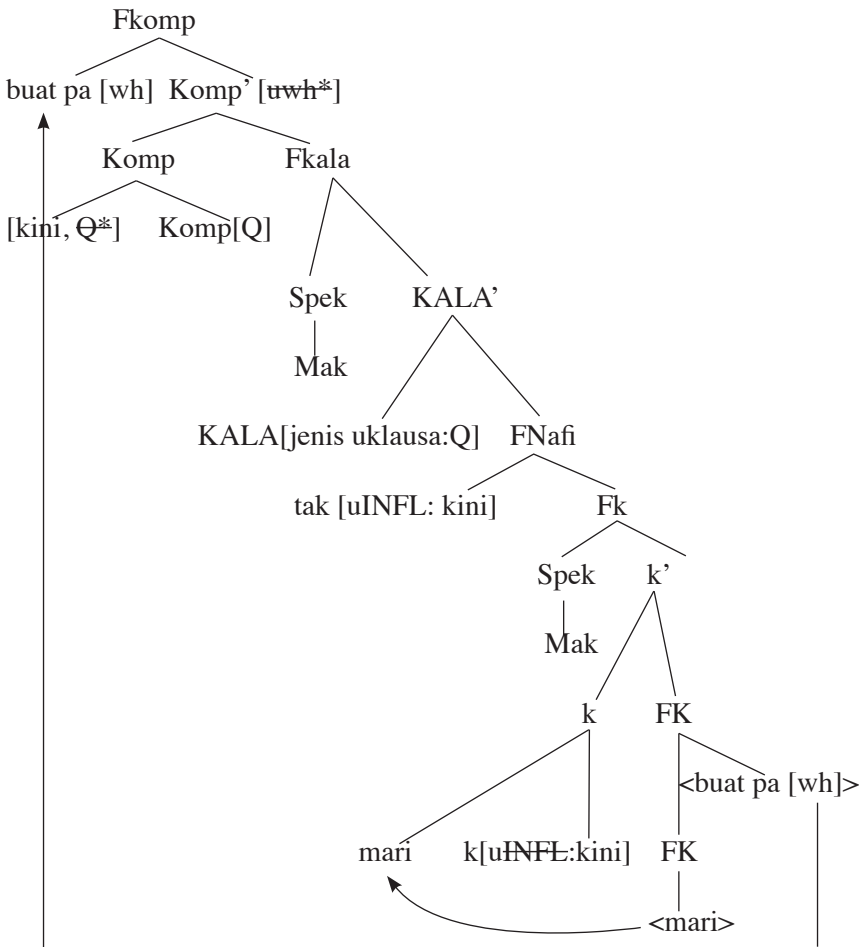 Fkomp
buat pa [wh] Komp’ [uwh*]
Komp Fkala
[kini, Q*] Komp[Q]
Spek KALA’
Mak
KALA[jenis uklausa:Q] FNafi
tak [uINFL: kini] Fk
Spek k’
Mak
k FK
<buat pa [wh]>
mari k[uINFL:kini] FK
<mari>